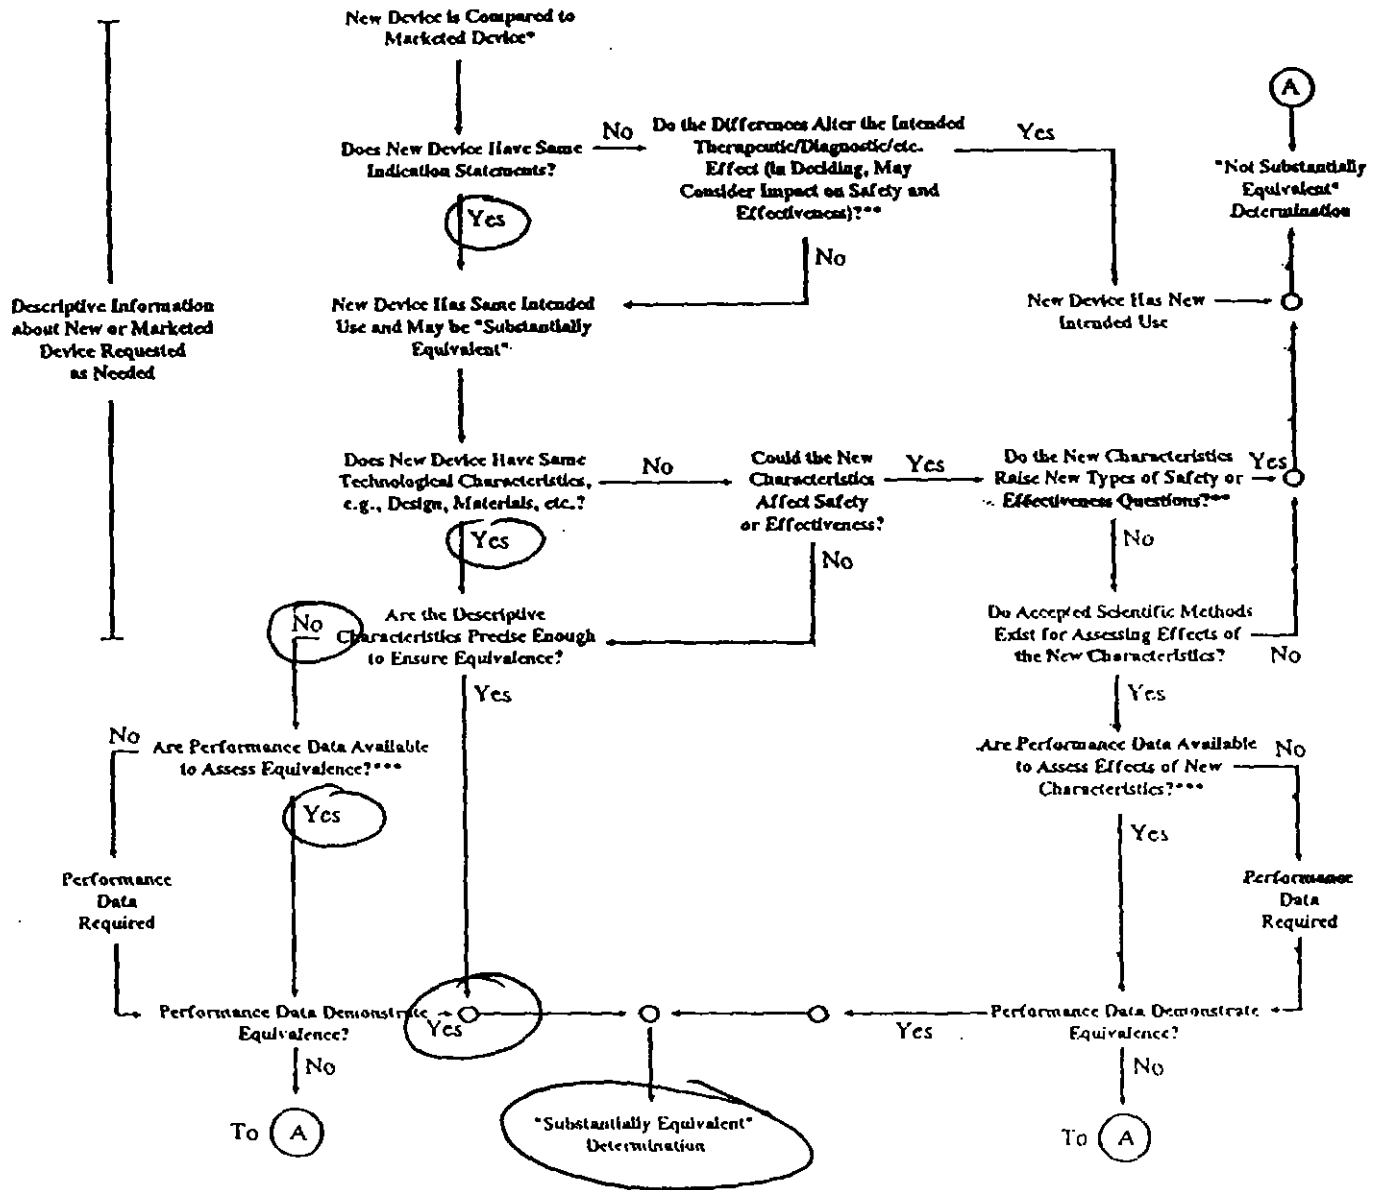 New Device is Compared to
Marketed Device*
A
Does New Device Have Same
Indication Statements?
No
Do the Differences Alter the Intended
Therapeutic/Diagnostic/etc.
Effect (in Deciding, May
Consider Impact on Safety and
Effectiveness)?**
Yes
"Not Substantially
Equivalent"
Determination
Yes
No
Descriptive Information
about New or Marketed
Device Requested
as Needed
New Device Has Same Intended
Use and May be "Substantially
Equivalent"
New Device Has New
Intended Use
Does New Device Have Same
Technological Characteristics,
e.g., Design, Materials, etc.?
No
Could the New
Characteristics
Affect Safety
or Effectiveness?
Yes
Do the New Characteristics
Raise New Types of Safety or
Effectiveness Questions?**
Yes
Yes
No
No
No
Are the Descriptive
Characteristics Precise Enough
to Ensure Equivalence?
Do Accepted Scientific Methods
Exist for Assessing Effects of
the New Characteristics?
No
Yes
Yes
No
Are Performance Data Available
to Assess Equivalence?***
Are Performance Data Available
to Assess Effects of New
Characteristics?***
No
Yes
Yes
Performance
Data
Required
Performance
Data
Required
Performance Data Demonstrate
Equivalence?
Yes
Yes
Performance Data Demonstrate
Equivalence?
No
No
To A
"Substantially Equivalent"
Determination
To A